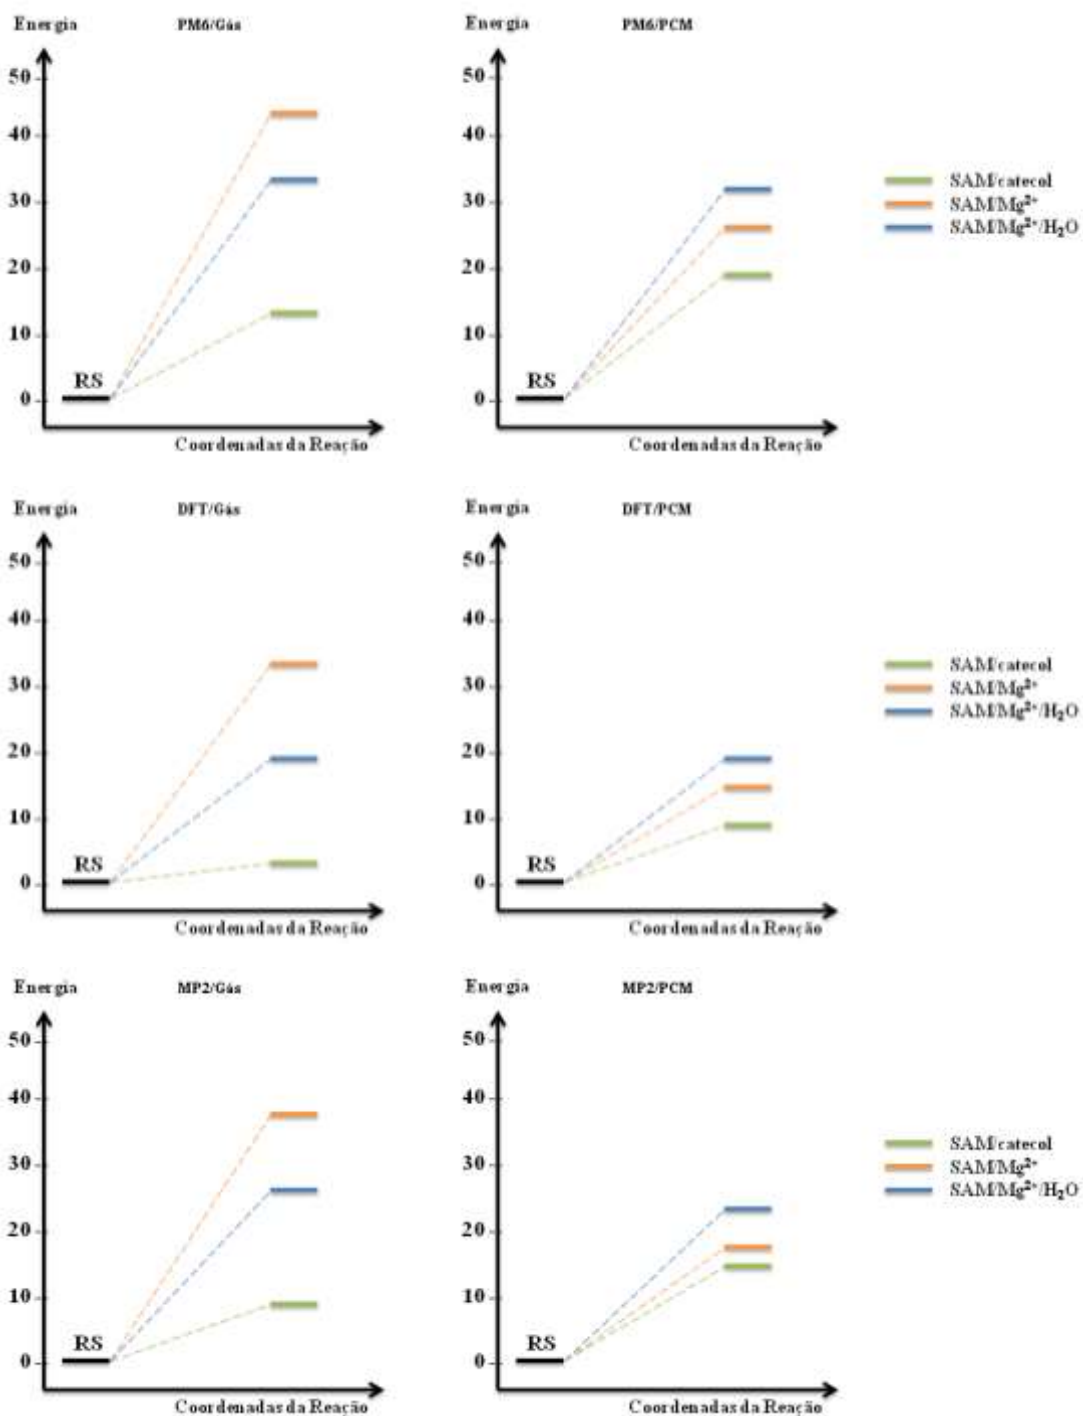 Energia PM6/Gás
50
40
30
20
10
RS
0
Coordenadas da Reação
Energia PM6/PCM
50
40
30
20
10
RS
0
Coordenadas da Reação
SAM/catecol
SAM/Mg²⁺
SAM/Mg²⁺/H₂O
Energia DFT/Gás
50
40
30
20
10
RS
0
Coordenadas da Reação
Energia DFT/PCM
50
40
30
20
10
RS
0
Coordenadas da Reação
SAM/catecol
SAM/Mg²⁺
SAM/Mg²⁺/H₂O
Energia MP2/Gás
50
40
30
20
10
RS
0
Coordenadas da Reação
Energia MP2/PCM
50
40
30
20
10
RS
0
Coordenadas da Reação
SAM/catecol
SAM/Mg²⁺
SAM/Mg²⁺/H₂O